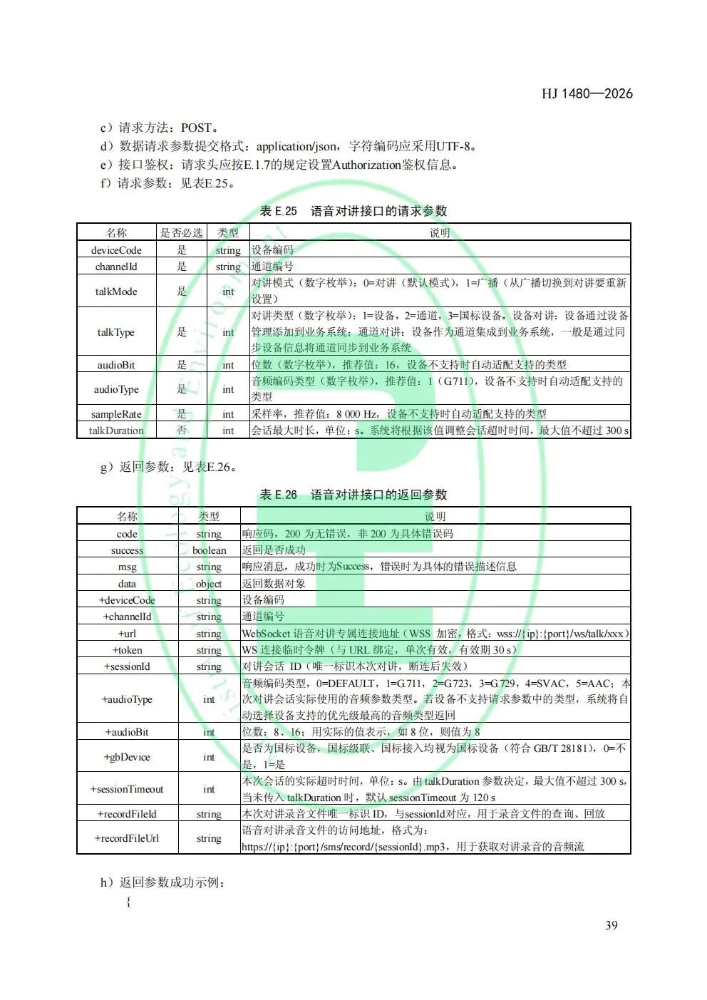 HJ 1480—2026
c）请求方法：POST。
d）数据请求参数提交格式：application/json，字符编码应采用UTF-8。
e）接口鉴权：请求头应按E.1.7的规定设置Authorization鉴权信息。
f）请求参数：见表E.25。
表 E.25 语音对讲接口的请求参数
名称 是否必选 类型 说明
deviceCode 是 string 设备编码
channelId 是 string 通道编号
talkMode 是 int 对讲模式（数字枚举）：0=对讲（默认模式），1=广播（从广播切换到对讲要重新
设置）
talkType 是 int 对讲类型（数字枚举）：1=设备，2=通道，3=国标设备。设备对讲：设备通过设备
管理添加到业务系统；通道对讲：设备作为通道集成到业务系统，一般是通过同
步设备信息将通道同步到业务系统
audioBit 是 int 位数（数字枚举），推荐值：16，设备不支持时自动适配支持的类型
audioType 是 int 音频编码类型（数字枚举），推荐值：1（G711），设备不支持时自动适配支持的
类型
sampleRate 是 int 采样率，推荐值：8 000 Hz，设备不支持时自动适配支持的类型
talkDuration 否 int 会话最大时长，单位：s。系统将根据该值调整会话超时时间，最大值不超过 300 s
g）返回参数：见表E.26。
表 E.26 语音对讲接口的返回参数
名称 类型 说明
code string 响应码，200 为无错误，非 200 为具体错误码
success boolean 返回是否成功
msg string 响应消息，成功时为Success，错误时为具体的错误描述信息
data object 返回数据对象
+deviceCode string 设备编码
+channelId string 通道编号
+url string WebSocket 语音对讲专属连接地址（WSS 加密，格式：wss://{ip}:{port}/ws/talk/xxx）
+token string WS 连接临时令牌（与 URL 绑定，单次有效，有效期 30 s）
+sessionId string 对讲会话 ID（唯一标识本次对讲，断连后失效）
+audioType int 音频编码类型，0=DEFAULT，1=G711，2=G723，3=G729，4=SVAC，5=AAC；本
次对讲会话实际使用的音频参数类型。若设备不支持请求参数中的类型，系统将自
动选择设备支持的优先级最高的音频类型返回
+audioBit int 位数：8、16；用实际的值表示，如 8 位，则值为 8
+gbDevice int 是否为国标设备，国标级联、国标接入均视为国标设备（符合 GB/T 28181），0=不
是，1=是
+sessionTimeout int 本次会话的实际超时时间，单位：s。由 talkDuration 参数决定，最大值不超过 300 s，
当未传入 talkDuration 时，默认 sessionTimeout 为 120 s
+recordFileId string 本次对讲录音文件唯一标识 ID，与sessionId对应，用于录音文件的查询、回放
+recordFileUrl string 语音对讲录音文件的访问地址，格式为：
https://{ip}:{port}/sms/record/{sessionId}.mp3，用于获取对讲录音的音频流
h）返回参数成功示例：
{
39